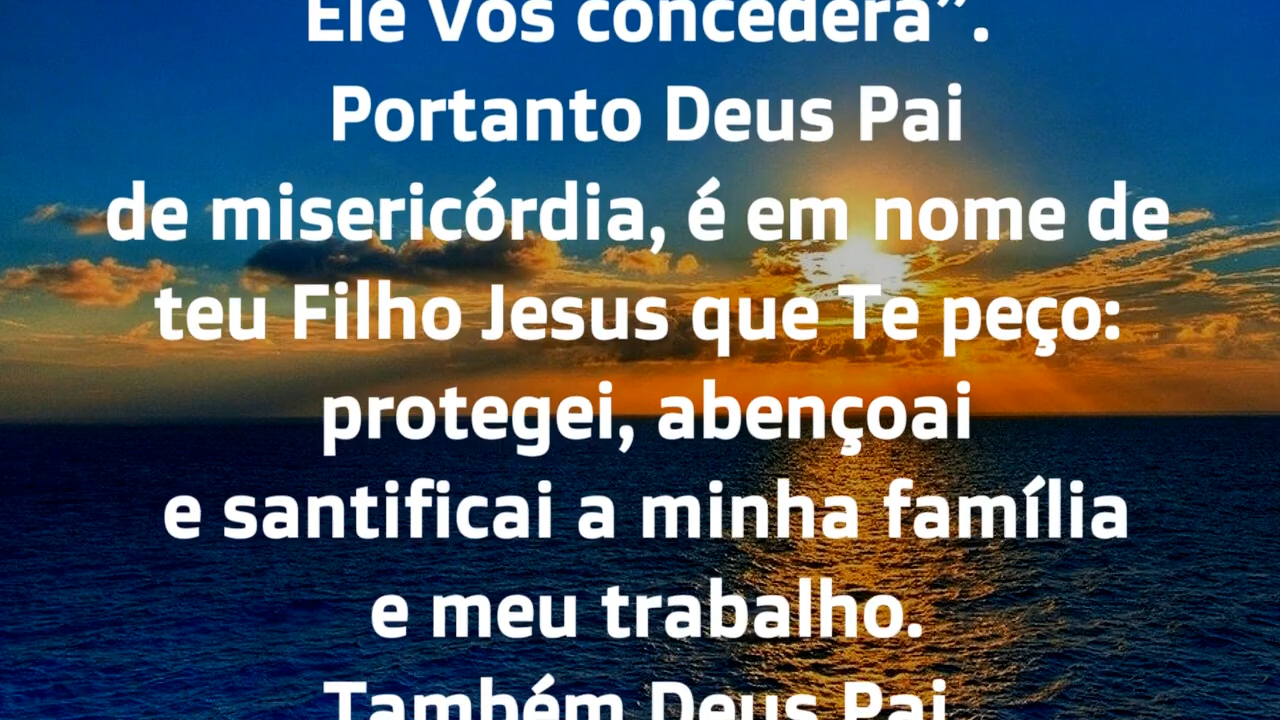 Ele Vos concederá”.
Portanto Deus Pai
de misericórdia, é em nome de
teu Filho Jesus que Te peço:
protegei, abençoai
e santificai a minha família
e meu trabalho.
Também Deus Pai